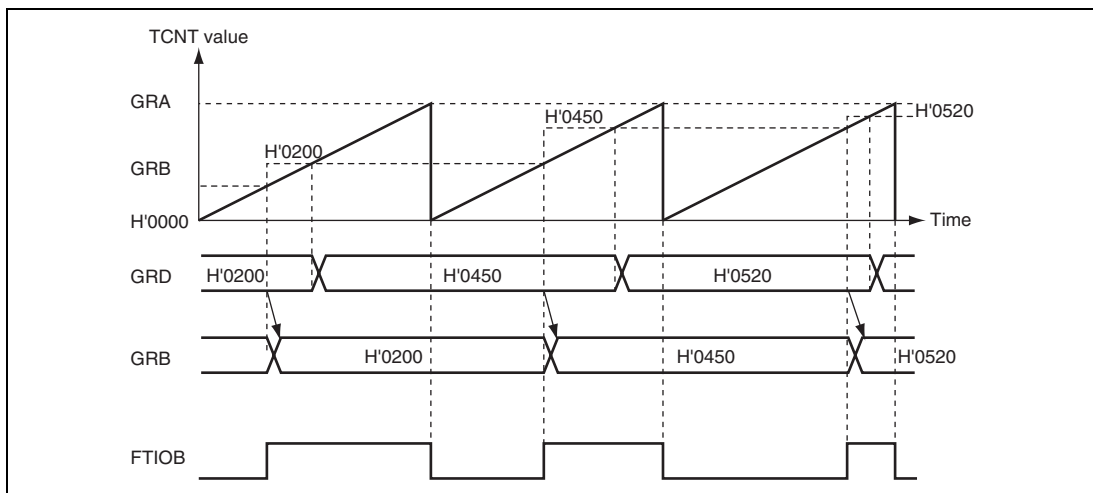 TCNT value
GRA
H'0520
H'0450
H'0200
GRB
H'0000
Time
GRD
H'0200
H'0450
H'0520
GRB
H'0200
H'0450
H'0520
FTIOB